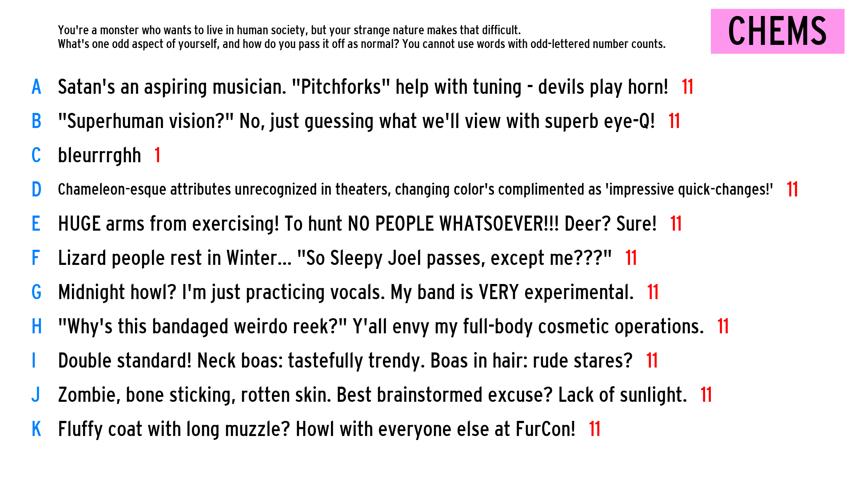 You're a monster who wants to live in human society, but your strange nature makes that difficult.
What's one odd aspect of yourself, and how do you pass it off as normal? You cannot use words with odd-lettered number counts.
CHEMS
A Satan's an aspiring musician. "Pitchforks" help with tuning - devils play horn! 11
B "Superhuman vision?" No, just guessing what we'll view with superb eye-Q! 11
C bleurrrghh 1
D Chameleon-esque attributes unrecognized in theaters, changing color's complimented as 'impressive quick-changes!' 11
E HUGE arms from exercising! To hunt NO PEOPLE WHATSOEVER!!! Deer? Sure! 11
F Lizard people rest in Winter... "So Sleepy Joel passes, except me???" 11
G Midnight howl? I'm just practicing vocals. My band is VERY experimental. 11
H "Why's this bandaged weirdo reek?" Y'all envy my full-body cosmetic operations. 11
I Double standard! Neck boas: tastefully trendy. Boas in hair: rude stares? 11
J Zombie, bone sticking, rotten skin. Best brainstormed excuse? Lack of sunlight. 11
K Fluffy coat with long muzzle? Howl with everyone else at FurCon! 11